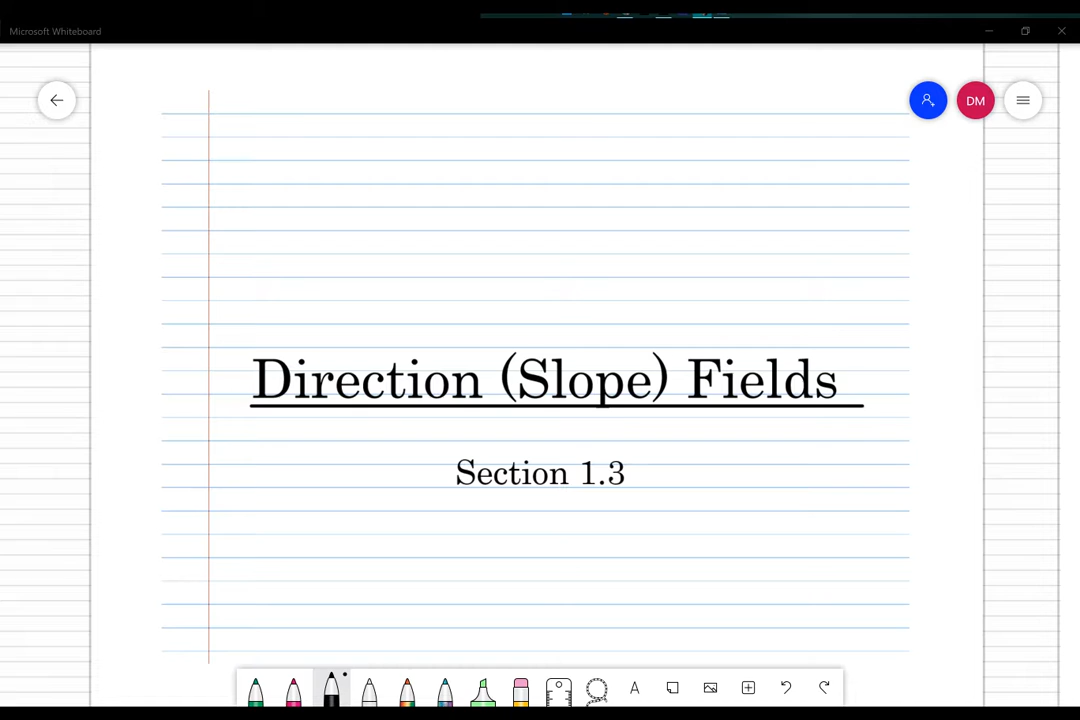 Microsoft Whiteboard
DM
Direction (Slope) Fields
Section 1.3
A